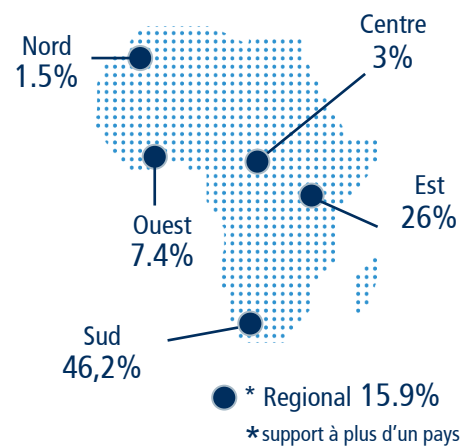 Nord
1.5%
Centre
3%
Est
26%
Ouest
7.4%
Sud
46,2%
* Regional 15.9%
*support à plus d'un pays